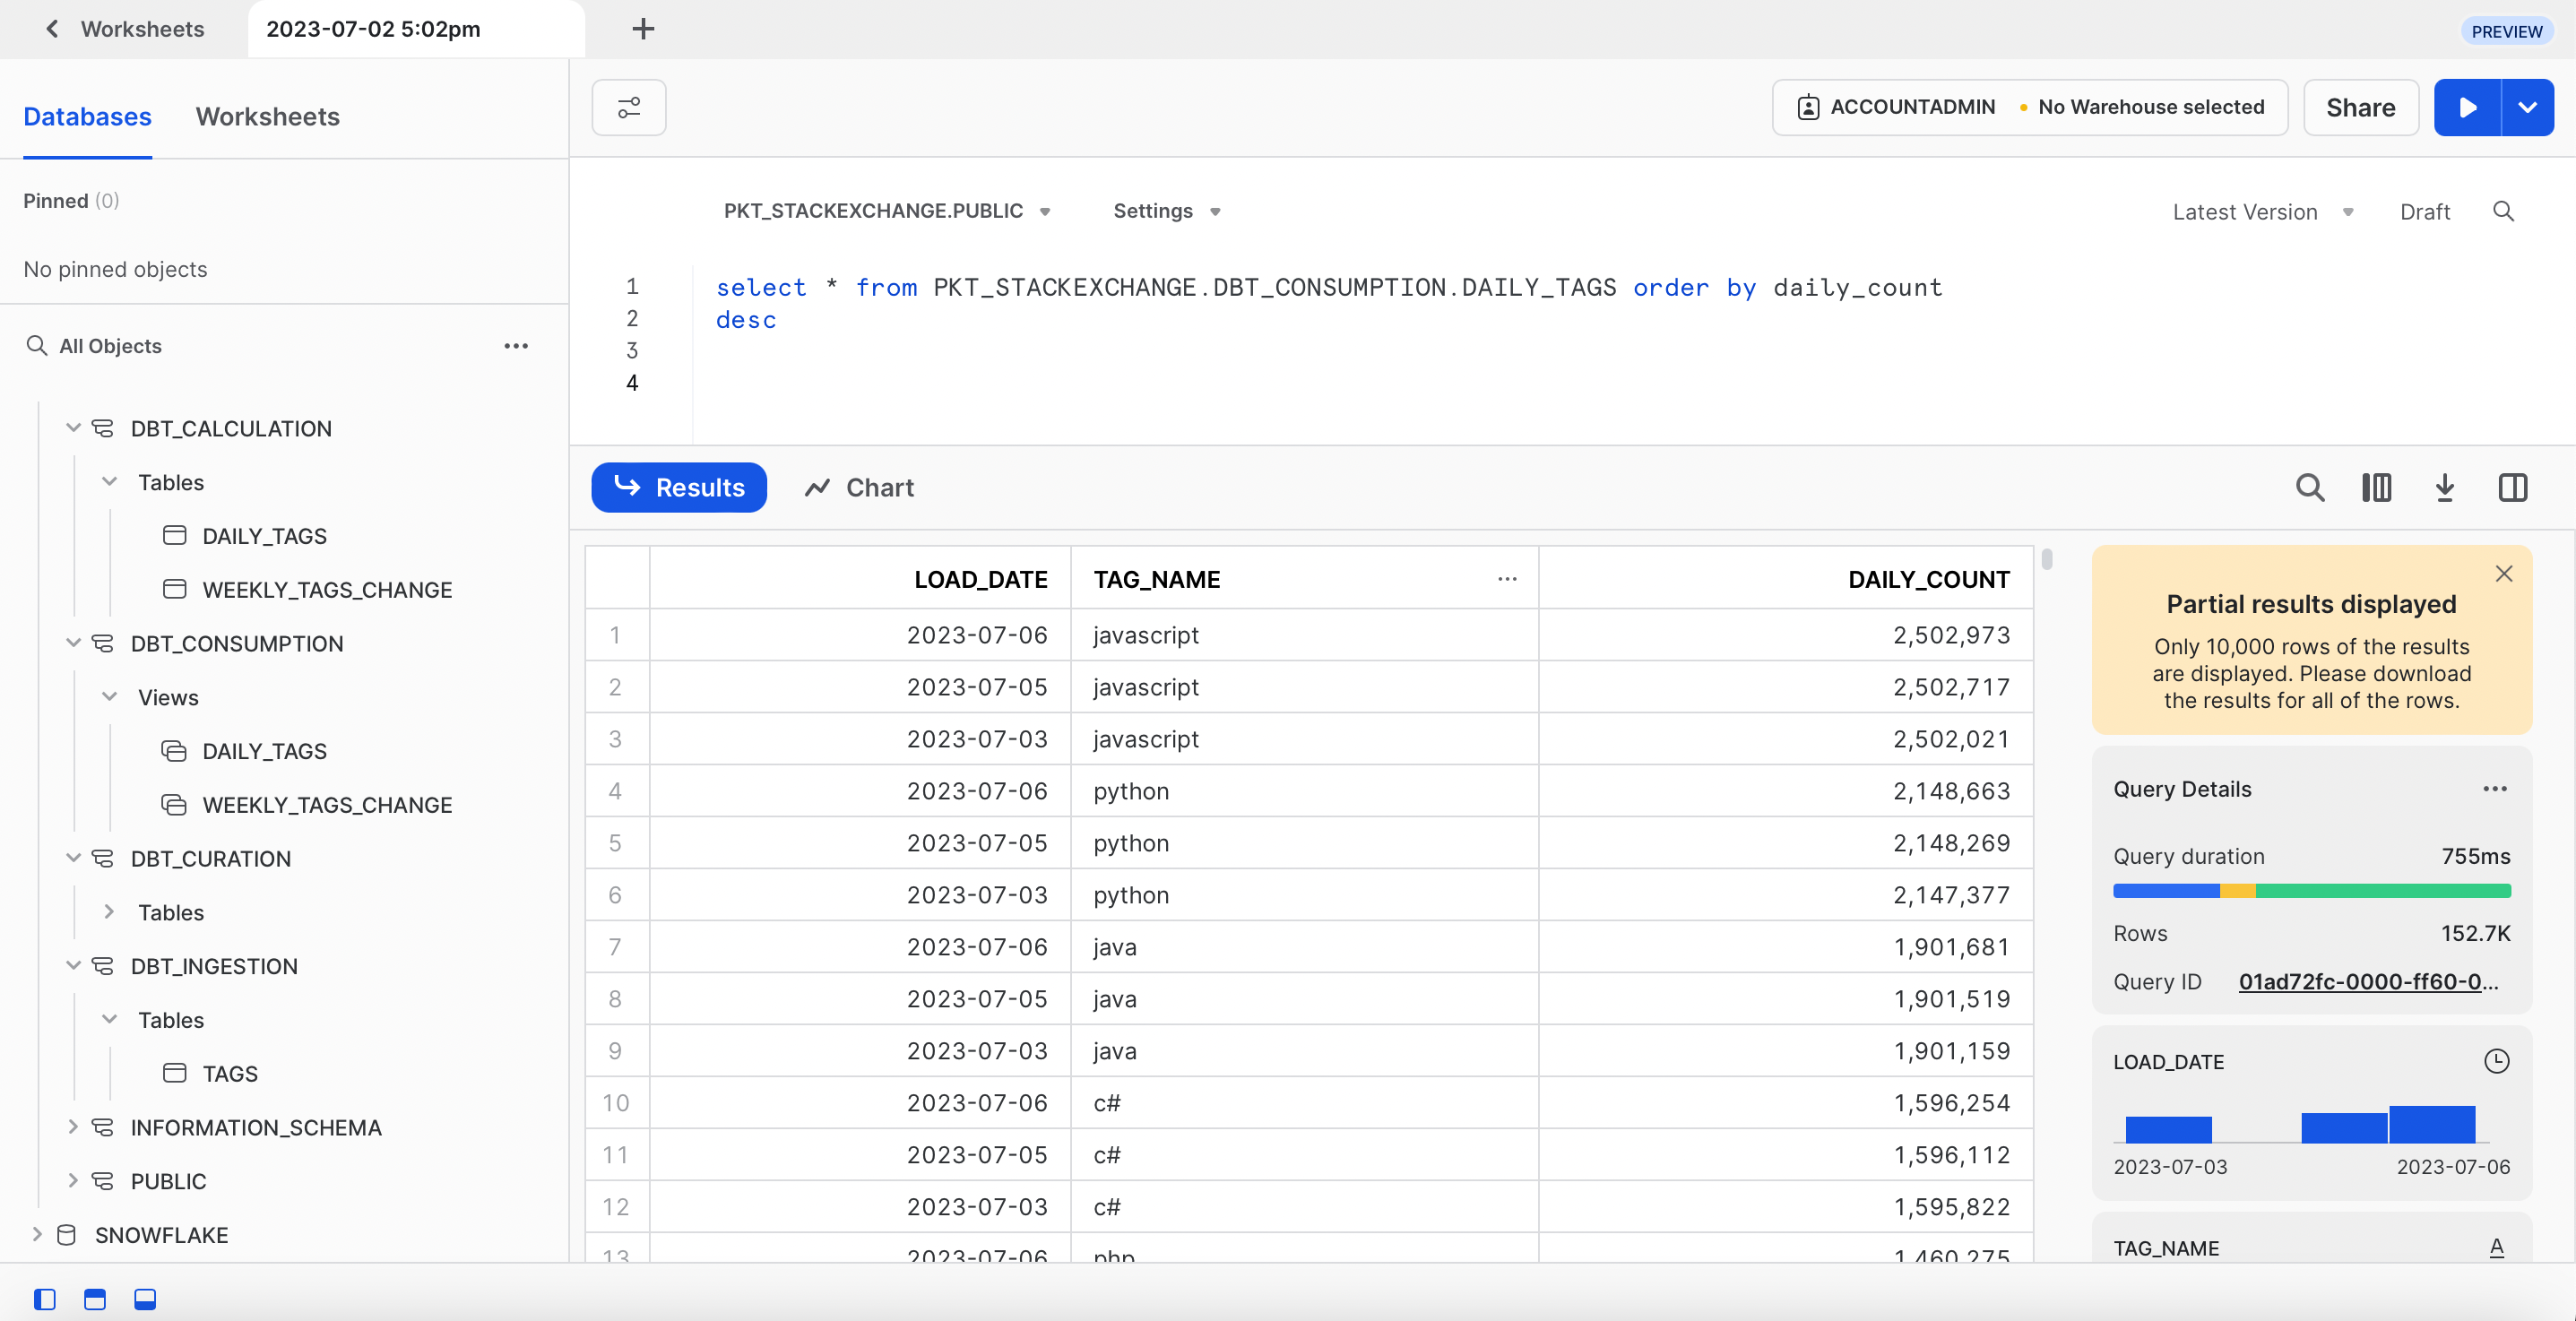 Worksheets
2023-07-02 5:02pm
PREVIEW
Databases
Worksheets
Pinned (0)
No pinned objects
All Objects
DBT_CALCULATION
Tables
DAILY_TAGS
WEEKLY_TAGS_CHANGE
DBT_CONSUMPTION
Views
DAILY_TAGS
WEEKLY_TAGS_CHANGE
DBT_CURATION
Tables
DBT_INGESTION
Tables
TAGS
INFORMATION_SCHEMA
PUBLIC
SNOWFLAKE
ACCOUNTADMIN
No Warehouse selected
Share
PKT_STACKEXCHANGE.PUBLIC
Settings
Latest Version
Draft
1 select * from PKT_STACKEXCHANGE.DBT_CONSUMPTION.DAILY_TAGS order by daily_count
2 desc
3
4
Results
Chart
LOAD_DATE TAG_NAME ... DAILY_COUNT
1 2023-07-06 javascript 2,502,973
2 2023-07-05 javascript 2,502,717
3 2023-07-03 javascript 2,502,021
4 2023-07-06 python 2,148,663
5 2023-07-05 python 2,148,269
6 2023-07-03 python 2,147,377
7 2023-07-06 java 1,901,681
8 2023-07-05 java 1,901,519
9 2023-07-03 java 1,901,159
10 2023-07-06 c# 1,596,254
11 2023-07-05 c# 1,596,112
12 2023-07-03 c# 1,595,822
13 2023-07-06 php 1,460,275
Partial results displayed
Only 10,000 rows of the results
are displayed. Please download
the results for all of the rows.
Query Details
Query duration 755ms
Rows 152.7K
Query ID 01ad72fc-0000-ff60-0...
LOAD_DATE
2023-07-03 2023-07-06
TAG_NAME A